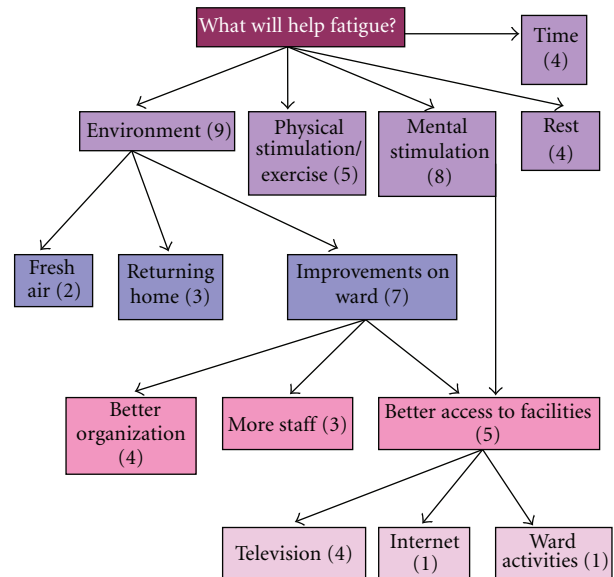 What will help fatigue?
Time
(4)
Environment (9)
Physical
stimulation/
exercise (5)
Mental
stimulation
(8)
Rest
(4)
Fresh
air (2)
Returning
home (3)
Improvements on
ward (7)
Better
organization
(4)
More staff (3)
Better access to facilities
(5)
Television (4)
Internet
(1)
Ward
activities (1)